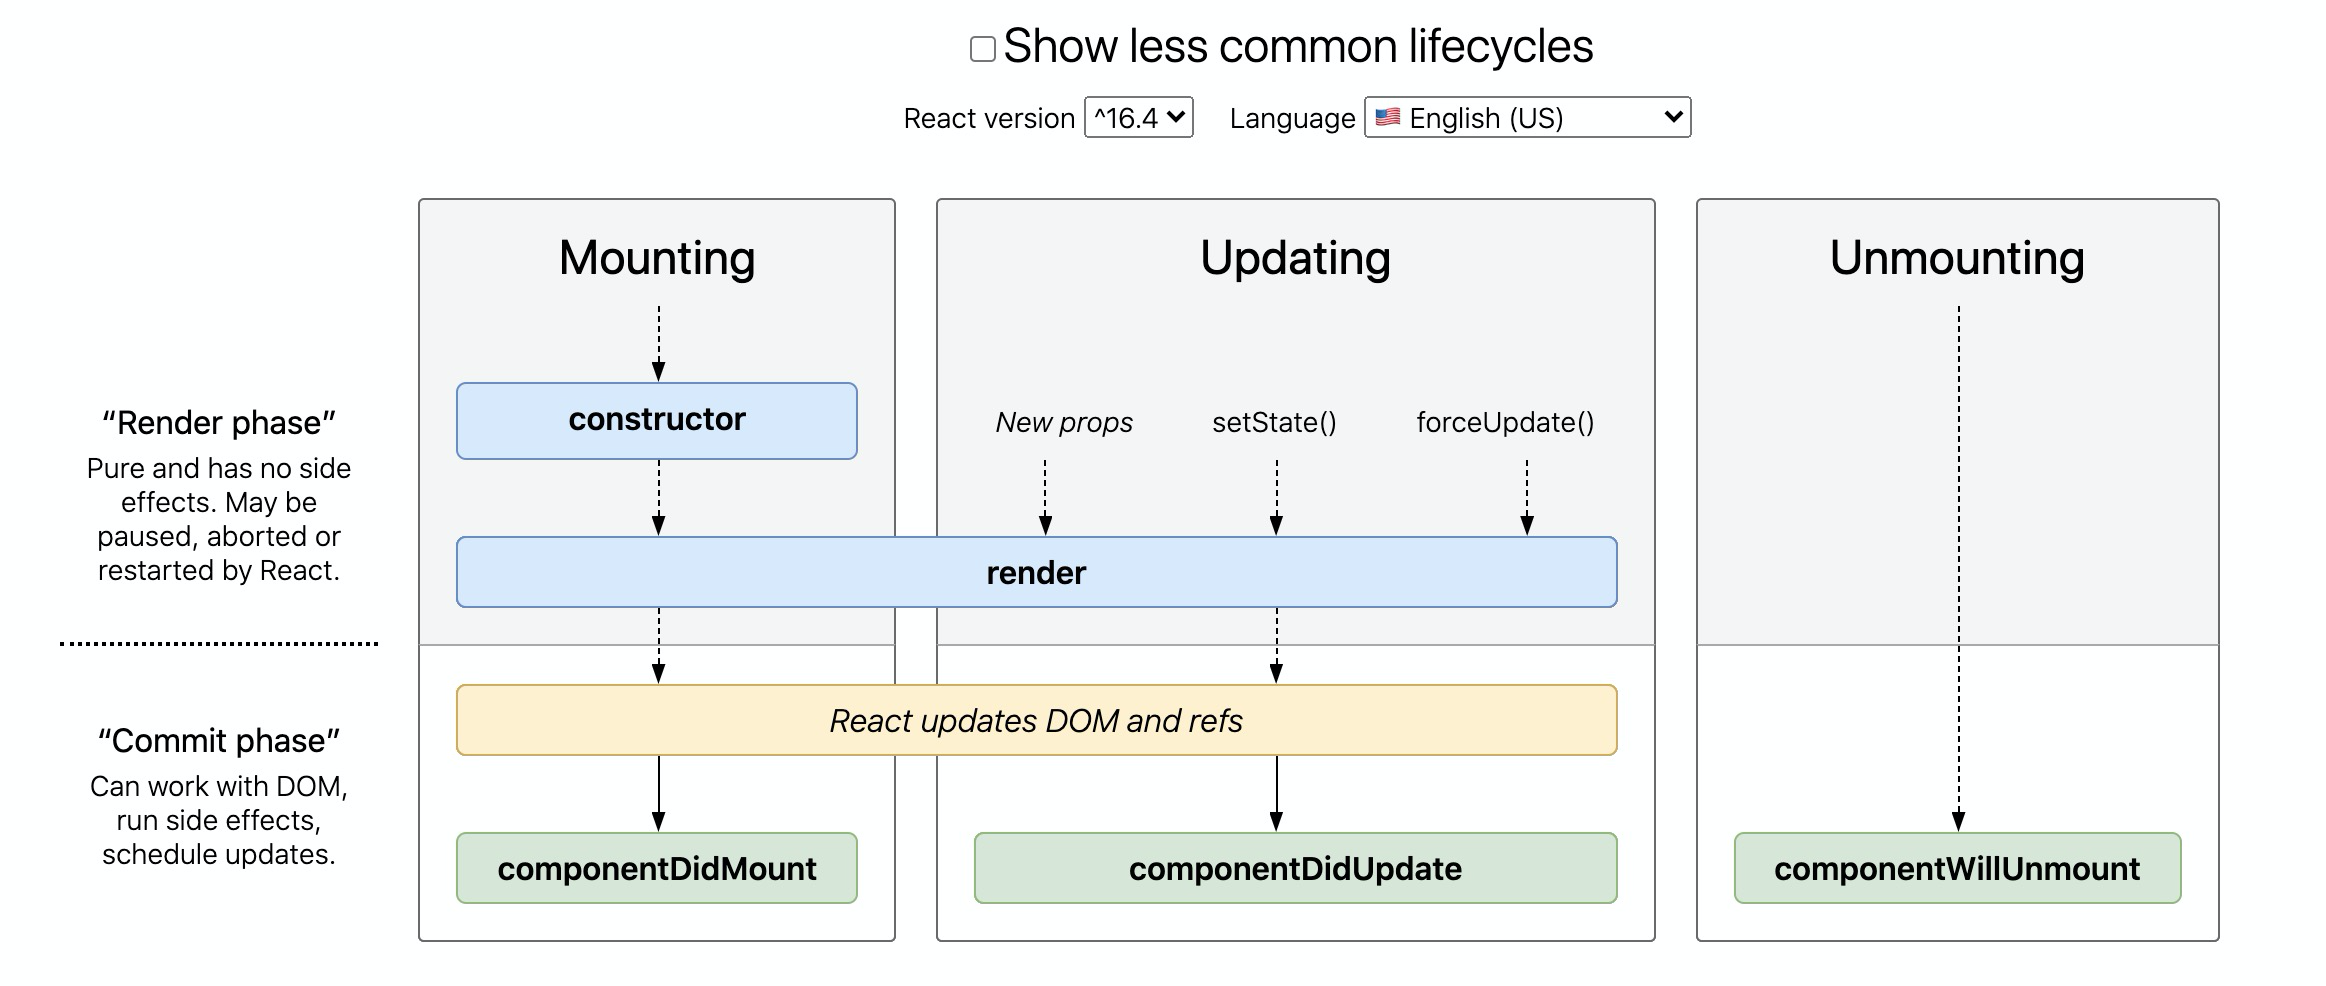 Show less common lifecycles
React version ^16.4 Language 🇺🇸 English (US)
Mounting
Updating
Unmounting
“Render phase”
Pure and has no side
effects. May be
paused, aborted or
restarted by React.
constructor
New props
setState()
forceUpdate()
render
“Commit phase”
Can work with DOM,
run side effects,
schedule updates.
React updates DOM and refs
componentDidMount
componentDidUpdate
componentWillUnmount